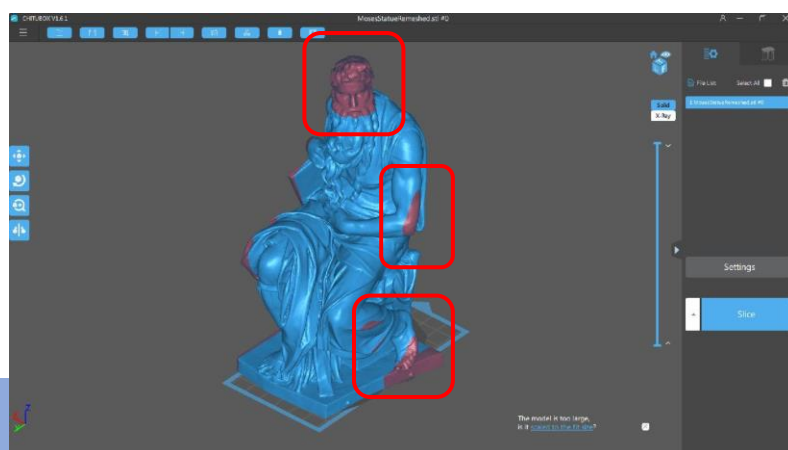 CHITUBOX V1.6.1
MosesStatueRemeshed.stl #0
File List
Select All
Solid
X-Ray
Settings
Slice
The model is too large,
is it scaled to the fit size?
Z